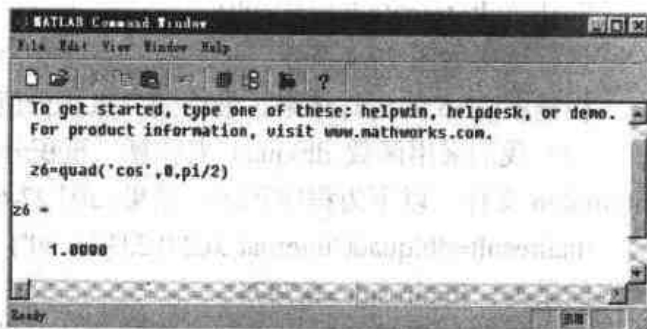 MATLAB Command Window
File Edit View Window Help
?
To get started, type one of these: helpwin, helpdesk, or demo.
For product information, visit www.mathworks.com.
z6=quad('cos',0,pi/2)
z6 =
1.0000
Ready